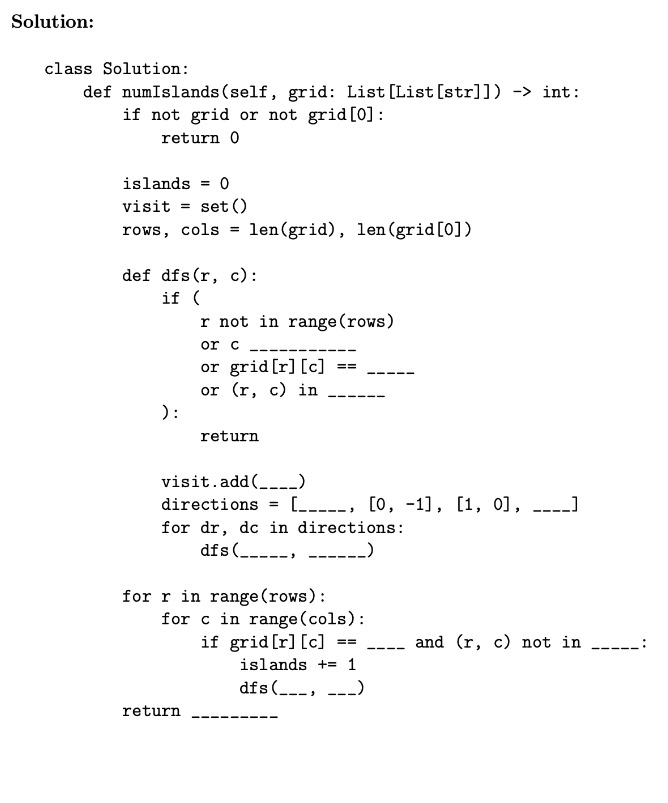 Solution:
class Solution:
    def numIslands(self, grid: List[List[str]]) -> int:
        if not grid or not grid[0]:
            return 0
        islands = 0
        visit = set()
        rows, cols = len(grid), len(grid[0])
        def dfs(r, c):
            if (
                r not in range(rows)
                or c ___________
                or grid[r][c] == _____
                or (r, c) in ______
            ):
                return
            visit.add(____)
            directions = [_____, [0, -1], [1, 0], ____]
            for dr, dc in directions:
                dfs(_____, ______)
        for r in range(rows):
            for c in range(cols):
                if grid[r][c] == ____ and (r, c) not in _____:
                    islands += 1
                    dfs(___, ___)
        return _________